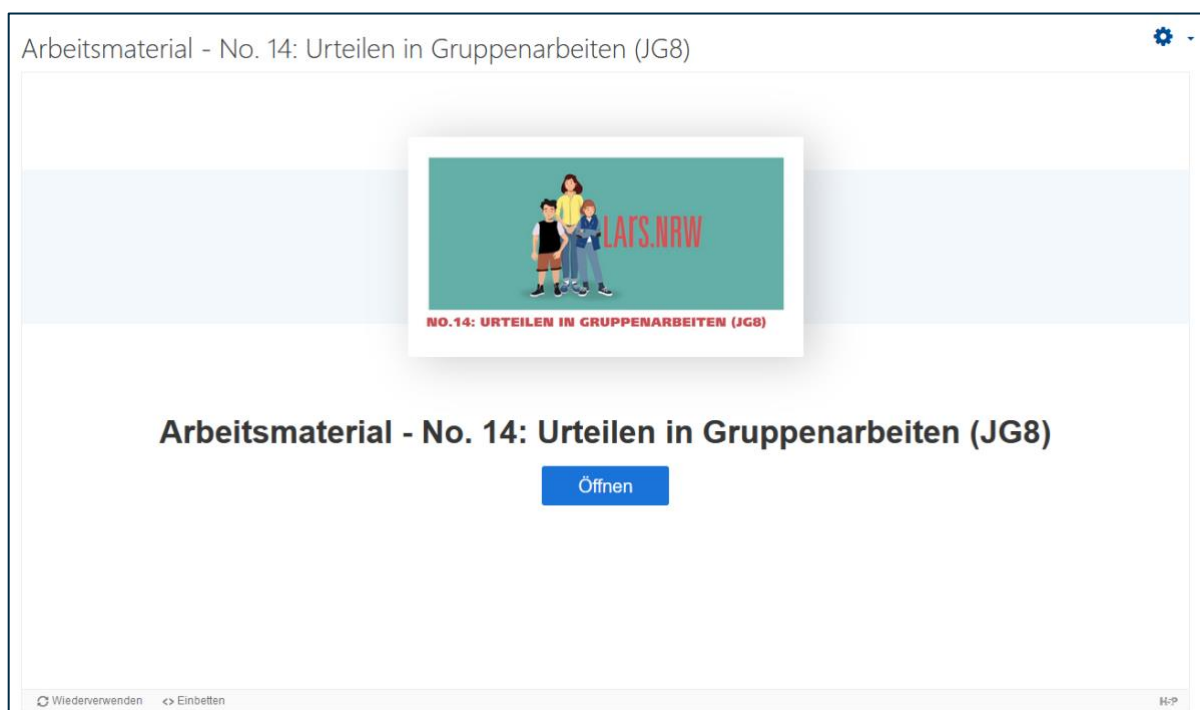 Arbeitsmaterial - No. 14: Urteilen in Gruppenarbeiten (JG8)
LArS.NRW
NO.14: URTEILEN IN GRUPPENARBEITEN (JG8)
Arbeitsmaterial - No. 14: Urteilen in Gruppenarbeiten (JG8)
Öffnen
Wiederverwenden <> Einbetten H-P